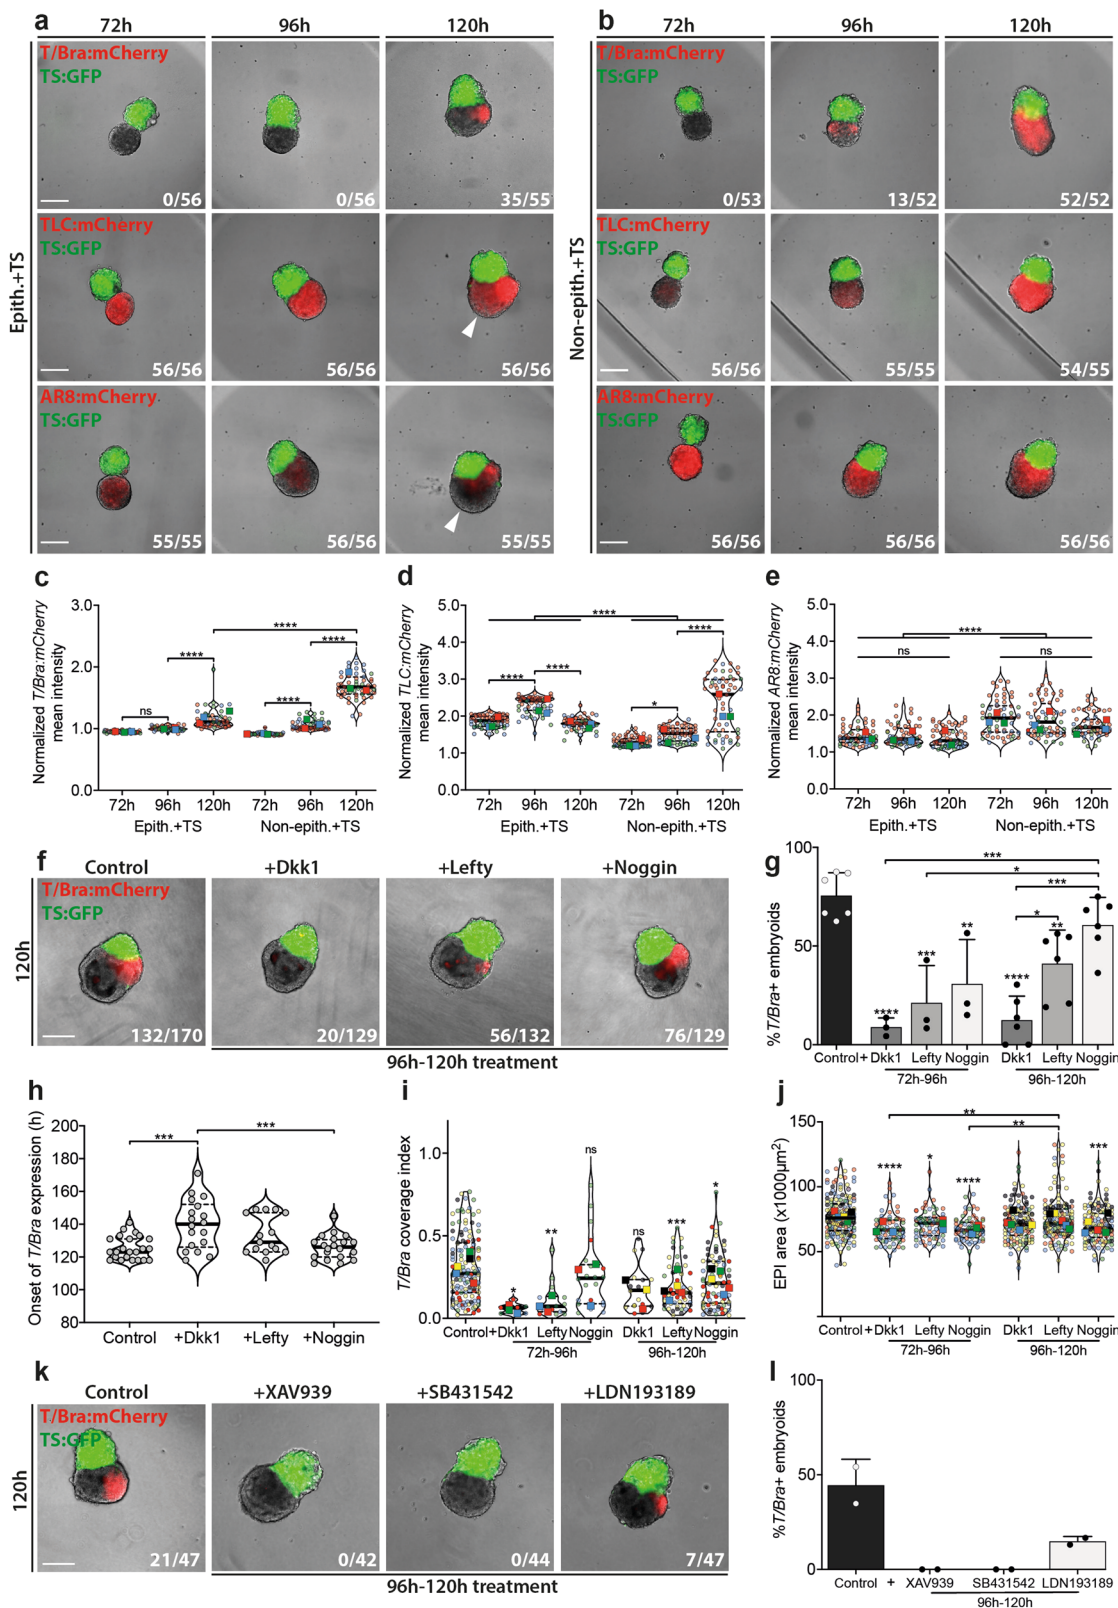 a
72h 96h 120h
Epith.+TS
T/Bra:mCherry
TS:GFP
0/56 0/56 35/55
TLC:mCherry
TS:GFP
56/56 56/56 56/56
AR8:mCherry
TS:GFP
55/55 56/56 55/55
b
72h 96h 120h
Non-epith.+TS
T/Bra:mCherry
TS:GFP
0/53 13/52 52/52
TLC:mCherry
TS:GFP
56/56 55/55 54/55
AR8:mCherry
TS:GFP
56/56 56/56 56/56
c
Normalized T/Bra:mCherry
mean intensity
3.0
2.0
1.0
0.0
ns **** **** **** ****
72h 96h 120h 72h 96h 120h
Epith.+TS Non-epith.+TS
d
Normalized TLC:mCherry
mean intensity
5.0
4.0
3.0
2.0
1.0
0.0
**** **** **** * ****
72h 96h 120h 72h 96h 120h
Epith.+TS Non-epith.+TS
e
Normalized AR8:mCherry
mean intensity
5.0
4.0
3.0
2.0
1.0
0.0
****
ns ns
72h 96h 120h 72h 96h 120h
Epith.+TS Non-epith.+TS
f
Control +Dkk1 +Lefty +Noggin
120h
T/Bra:mCherry
TS:GFP
132/170 20/129 56/132 76/129
96h-120h treatment
g
%T/Bra+ embryoids
100
50
0
***
*
***
*
**** *** ** **** **
Control + Dkk1 Lefty Noggin Dkk1 Lefty Noggin
72h-96h 96h-120h
h
Onset of T/Bra expression (h)
200
180
160
140
120
100
80
*** ***
Control +Dkk1 +Lefty +Noggin
i
T/Bra coverage index
1.0
0.5
0.0
* ** ns ns *** *
Control + Dkk1 Lefty Noggin Dkk1 Lefty Noggin
72h-96h 96h-120h
j
EPI area (x1000µm²)
150
100
50
**
**
**** * **** ***
Control + Dkk1 Lefty Noggin Dkk1 Lefty Noggin
72h-96h 96h-120h
k
Control +XAV939 +SB431542 +LDN193189
120h
T/Bra:mCherry
TS:GFP
21/47 0/42 0/44 7/47
96h-120h treatment
l
%T/Bra+ embryoids
100
50
0
Control + XAV939 SB431542 LDN193189
96h-120h